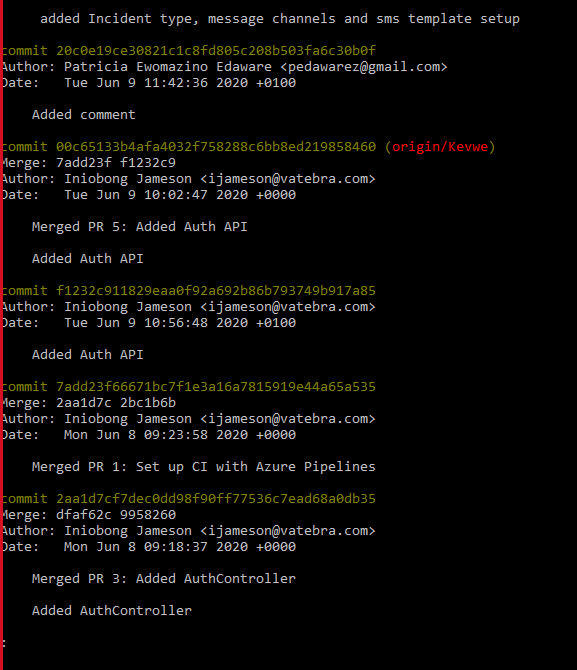 added Incident type, message channels and sms template setup
commit 20c0e19ce30821c1c8fd805c208b503fa6c30b0f
Author: Patricia Ewomazino Edaware <pedawarez@gmail.com>
Date:   Tue Jun 9 11:42:36 2020 +0100
Added comment
commit 00c65133b4afa4032f758288c6bb8ed219858460 (origin/Kevwe)
Merge: 7add23f f1232c9
Author: Iniobong Jameson <ijameson@vatebra.com>
Date:   Tue Jun 9 10:02:47 2020 +0000
Merged PR 5: Added Auth API
Added Auth API
commit f1232c911829eaa0f92a692b86b793749b917a85
Author: Iniobong Jameson <ijameson@vatebra.com>
Date:   Tue Jun 9 10:56:48 2020 +0100
Added Auth API
commit 7add23f66671bc7f1e3a16a7815919e44a65a535
Merge: 2aa1d7c 2bc1b6b
Author: Iniobong Jameson <ijameson@vatebra.com>
Date:   Mon Jun 8 09:23:58 2020 +0000
Merged PR 1: Set up CI with Azure Pipelines
commit 2aa1d7cf7dec0dd98f90ff77536c7ead68a0db35
Merge: dfaf62c 9958260
Author: Iniobong Jameson <ijameson@vatebra.com>
Date:   Mon Jun 8 09:18:37 2020 +0000
Merged PR 3: Added AuthController
Added AuthController
: